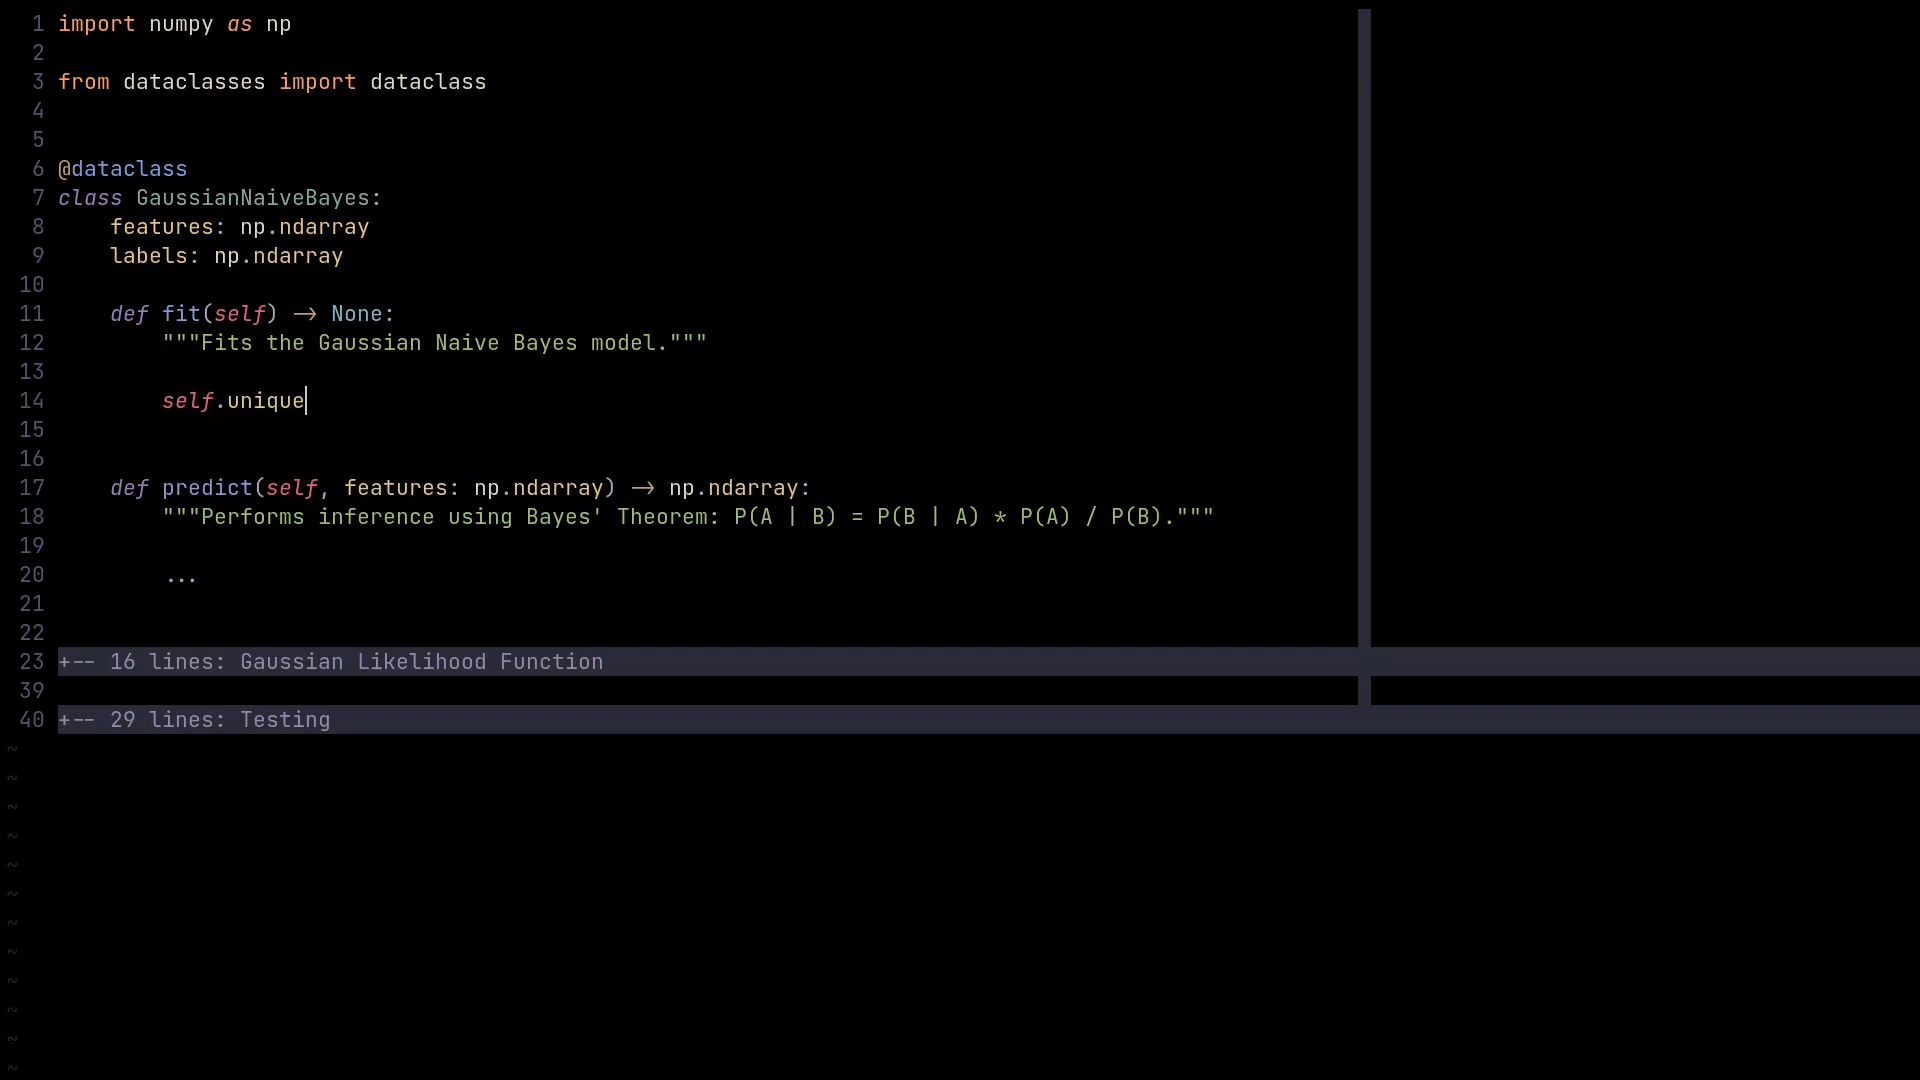 1 import numpy as np
2
3 from dataclasses import dataclass
4
5
6 @dataclass
7 class GaussianNaiveBayes:
8     features: np.ndarray
9     labels: np.ndarray
10
11     def fit(self) -> None:
12         """Fits the Gaussian Naive Bayes model."""
13
14         self.unique
15
16
17     def predict(self, features: np.ndarray) -> np.ndarray:
18         """Performs inference using Bayes' Theorem: P(A | B) = P(B | A) * P(A) / P(B)."""
19
20         ...
21
22
23 +-- 16 lines: Gaussian Likelihood Function
39
40 +-- 29 lines: Testing
~
~
~
~
~
~
~
~
~
~
~
~